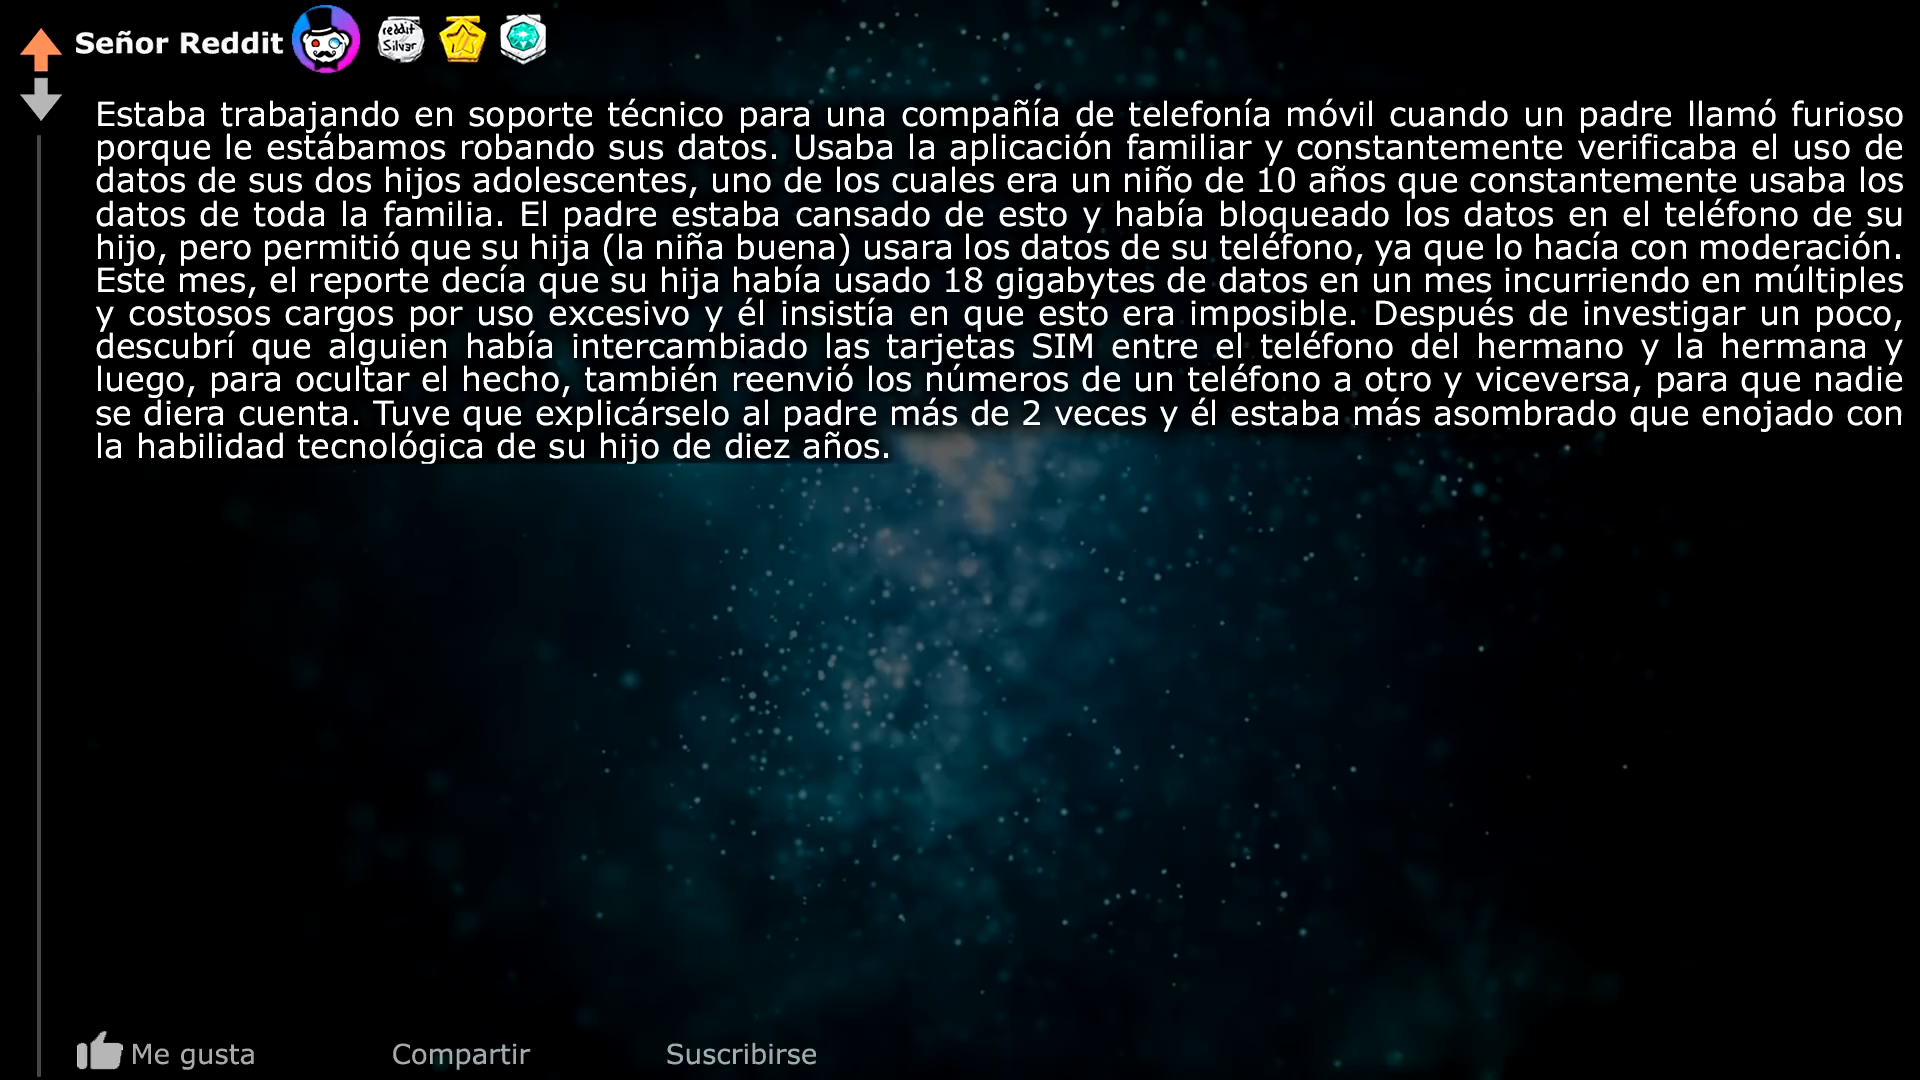 Señor Reddit
reddit
Silvər
Estaba trabajando en soporte técnico para una compañía de telefonía móvil cuando un padre llamó furioso
porque le estábamos robando sus datos. Usaba la aplicación familiar y constantemente verificaba el uso de
datos de sus dos hijos adolescentes, uno de los cuales era un niño de 10 años que constantemente usaba los
datos de toda la familia. El padre estaba cansado de esto y había bloqueado los datos en el teléfono de su
hijo, pero permitió que su hija (la niña buena) usara los datos de su teléfono, ya que lo hacía con moderación.
Este mes, el reporte decía que su hija había usado 18 gigabytes de datos en un mes incurriendo en múltiples
y costosos cargos por uso excesivo y él insistía en que esto era imposible. Después de investigar un poco,
descubrí que alguien había intercambiado las tarjetas SIM entre el teléfono del hermano y la hermana y
luego, para ocultar el hecho, también reenvió los números de un teléfono a otro y viceversa, para que nadie
se diera cuenta. Tuve que explicárselo al padre más de 2 veces y él estaba más asombrado que enojado con
la habilidad tecnológica de su hijo de diez años.
Me gusta Compartir Suscribirse